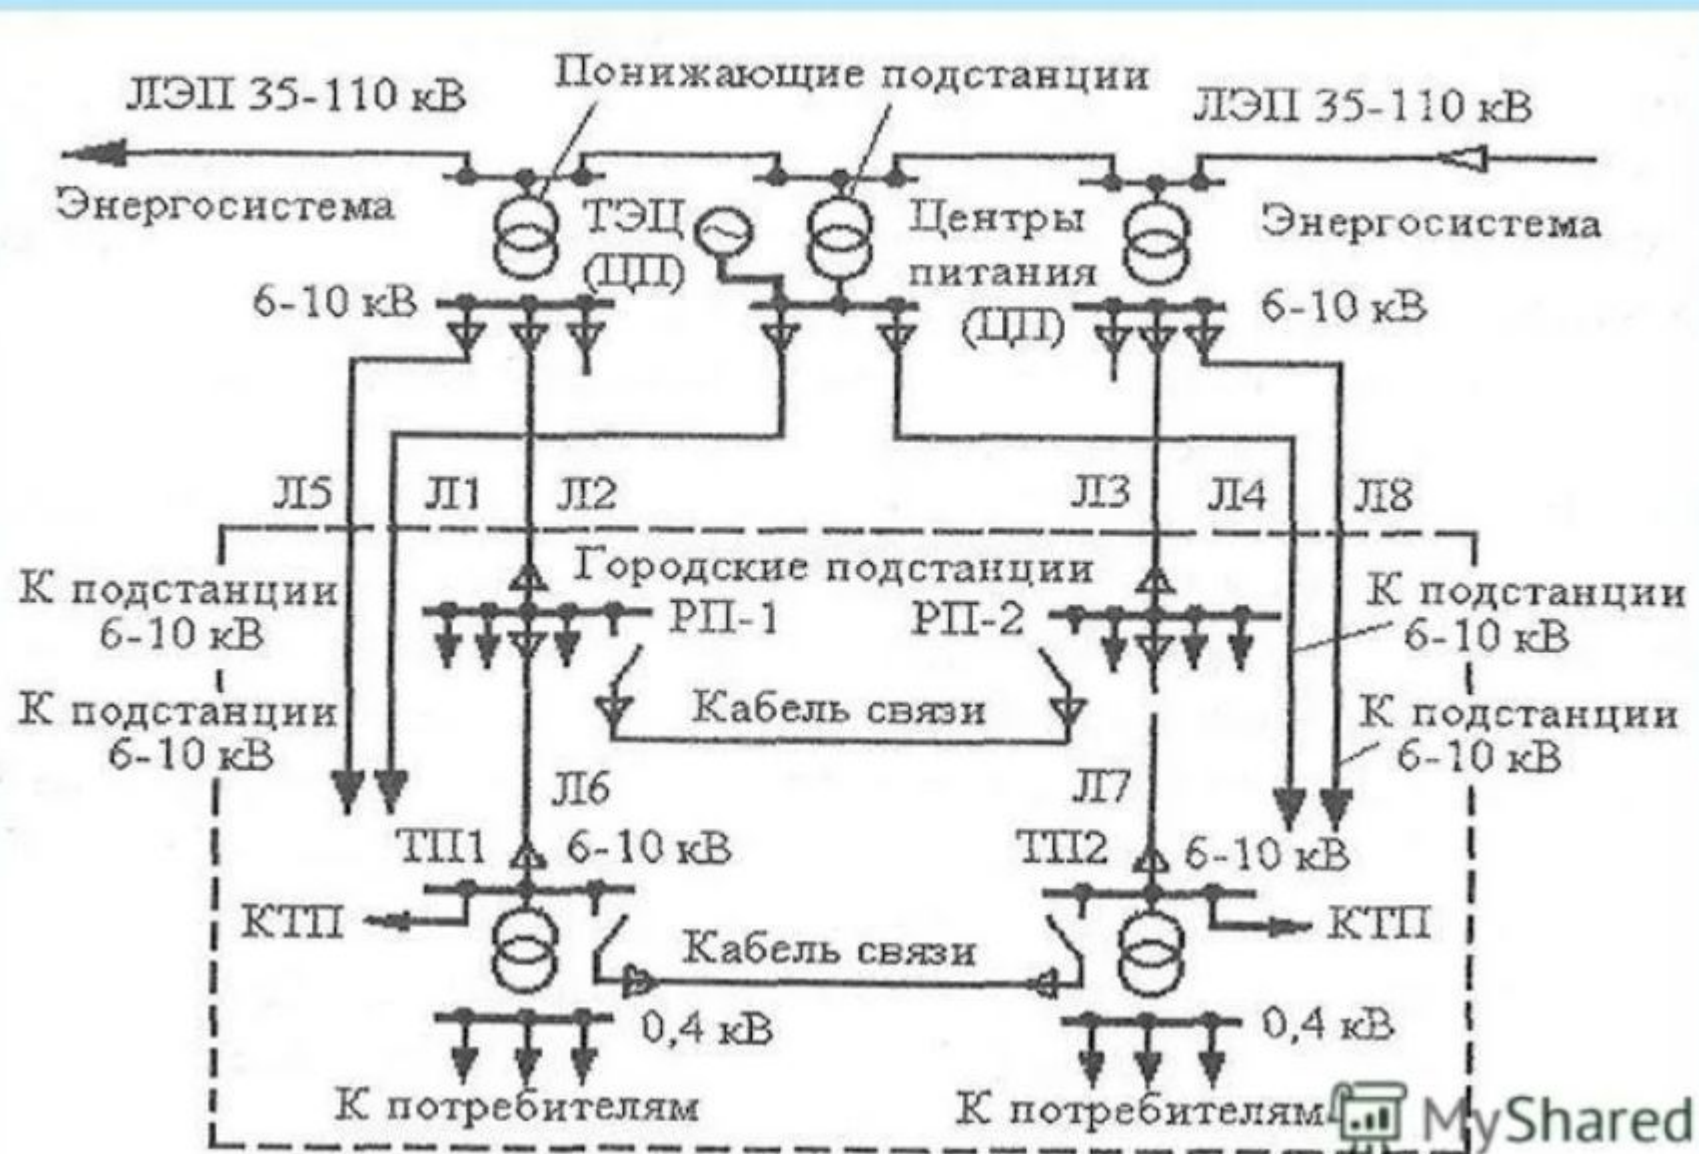 Понижающие подстанции
ЛЭП 35-110 кВ
ЛЭП 35-110 кВ
Энергосистема
ТЭЦ
(ЦП)
Центры
питания
(ЦП)
Энергосистема
6-10 кВ
6-10 кВ
Л5
Л1
Л2
Л3
Л4
Л8
Городские подстанции
К подстанции
6-10 кВ
РП-1
РП-2
К подстанции
6-10 кВ
К подстанции
6-10 кВ
Кабель связи
К подстанции
6-10 кВ
Л6
Л7
ТП1
6-10 кВ
ТП2
6-10 кВ
КТП
КТП
Кабель связи
0,4 кВ
0,4 кВ
К потребителям
К потребителям
MyShared